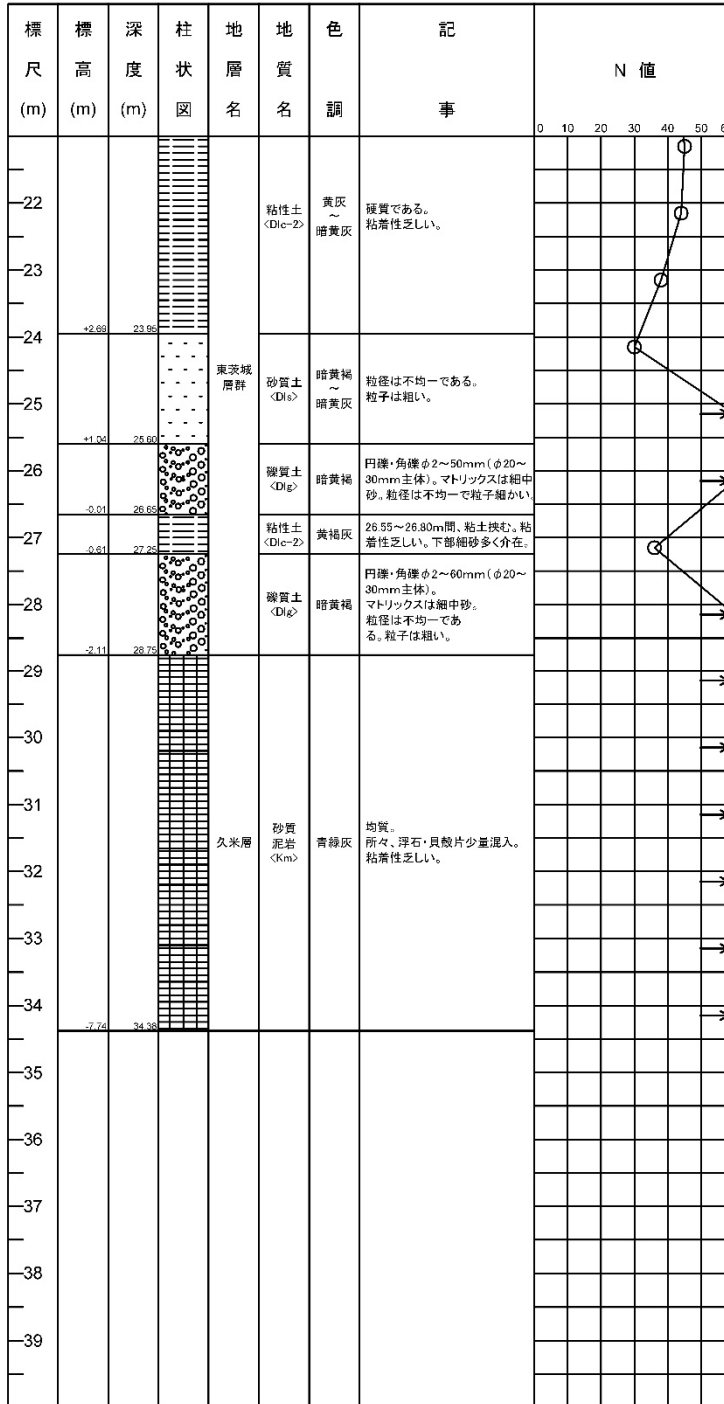 標尺(m) 標高(m) 深度(m) 柱状図 地層名 地質名 色調 記事 N 値
0 10 20 30 40 50
22
粘性土 黄灰 硬質である。
<Dlc-2> ～ 粘着性乏しい。
暗黄灰
23
+2.69 23.95
24
東茨城
層群
砂質土 暗黄褐 粒径は不均一である。
<Dls> ～ 粒子は粗い。
暗黄灰
25
+1.04 25.60
26
礫質土 暗黄褐 円礫・角礫φ2～50mm(φ20～
<Dlg> 30mm主体)。マトリックスは細中
砂。粒径は不均一で粒子細かい。
-0.01 26.65
27
粘性土 黄褐灰 26.55～26.80m間、粘土挟む。粘
<Dlc-2> 着性乏しい。下部細砂多く介在。
-0.61 27.25
28
礫質土 暗黄褐 円礫・角礫φ2～60mm(φ20～
<Dlg> 30mm主体)。
マトリックスは細中砂。
粒径は不均一であ
る。粒子は粗い。
-2.11 28.75
29
30
31
久米層
砂質 青緑灰 均質。
泥岩 所々、浮石・貝殻片少量混入。
<Km> 粘着性乏しい。
32
33
34
-7.74 34.38
35
36
37
38
39